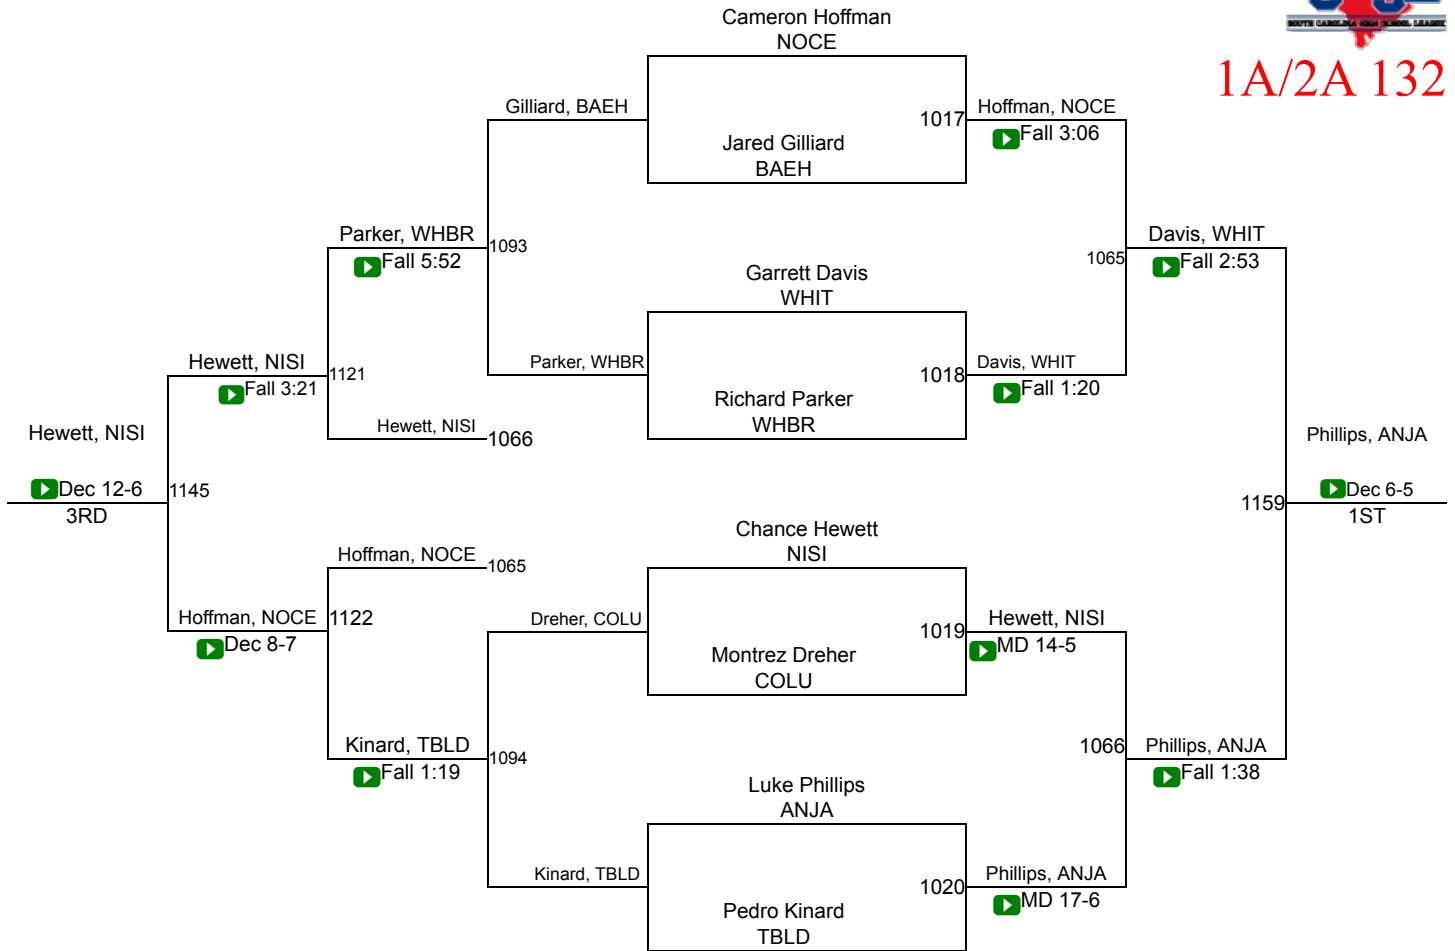 SOUTH CAROLINA HIGH SCHOOL LEAGUE
1A/2A 132
Cameron Hoffman
NOCE
Gilliard, BAEH
1017
Hoffman, NOCE
Fall 3:06
Jared Gilliard
BAEH
Parker, WHBR
Fall 5:52
1093
Davis, WHIT
Fall 2:53
1065
Garrett Davis
WHIT
Hewett, NISI
Fall 3:21
1121
Parker, WHBR
1018
Davis, WHIT
Fall 1:20
Richard Parker
WHBR
Hewett, NISI
1066
Hewett, NISI
Dec 12-6
3RD
1145
Phillips, ANJA
Dec 6-5
1ST
1159
Chance Hewett
NISI
Hoffman, NOCE
1065
Hoffman, NOCE
Dec 8-7
1122
Dreher, COLU
1019
Hewett, NISI
MD 14-5
Montrez Dreher
COLU
Kinard, TBLD
Fall 1:19
1094
1066
Phillips, ANJA
Fall 1:38
Luke Phillips
ANJA
Kinard, TBLD
1020
Phillips, ANJA
MD 17-6
Pedro Kinard
TBLD